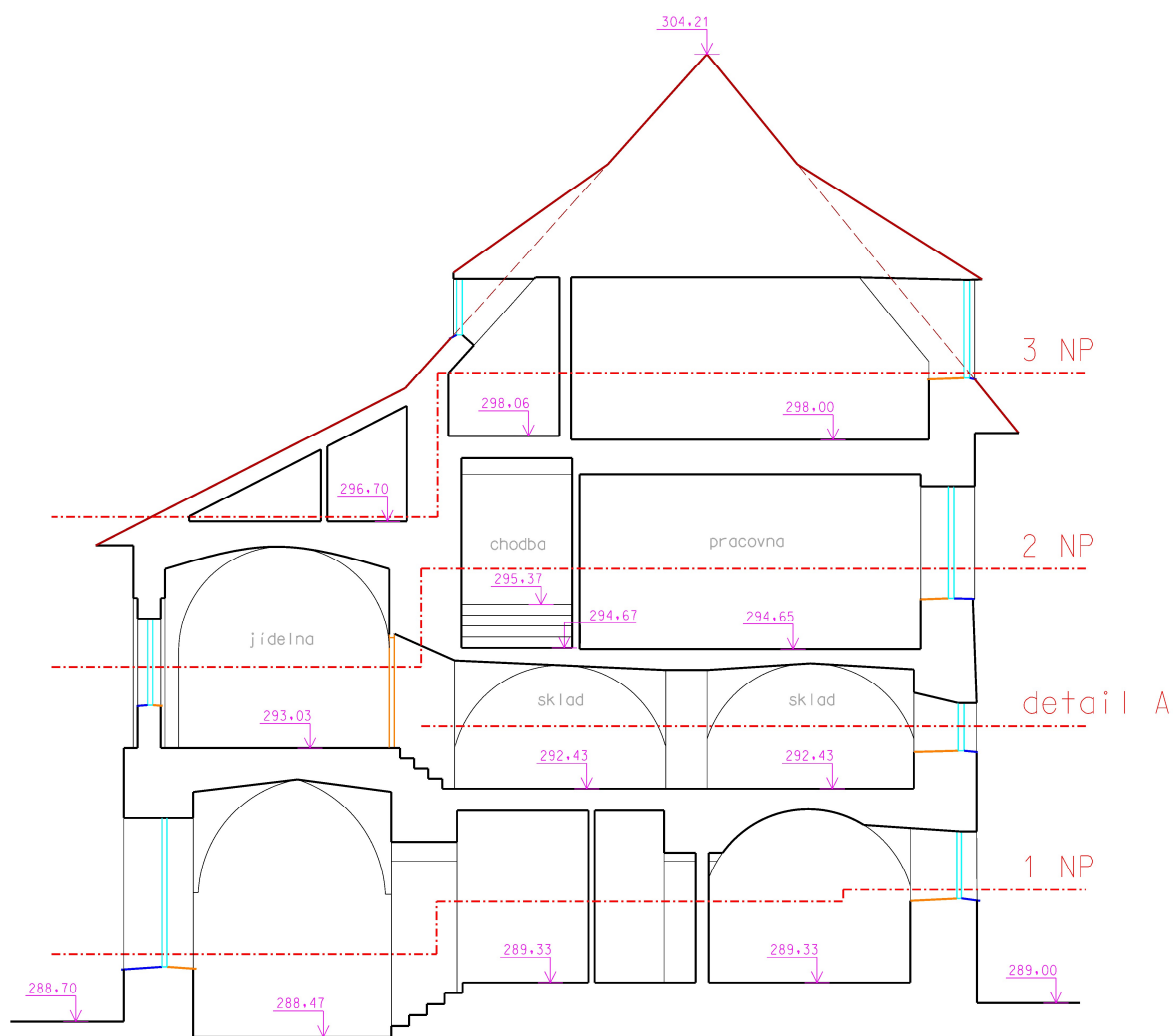 304.21
3 NP
298.06
298.00
296.70
chodba
pracovna
2 NP
295.37
294.67
294.65
jidelna
sklad
sklad
detail A
293.03
292.43
292.43
1 NP
289.33
289.33
288.70
288.47
289.00